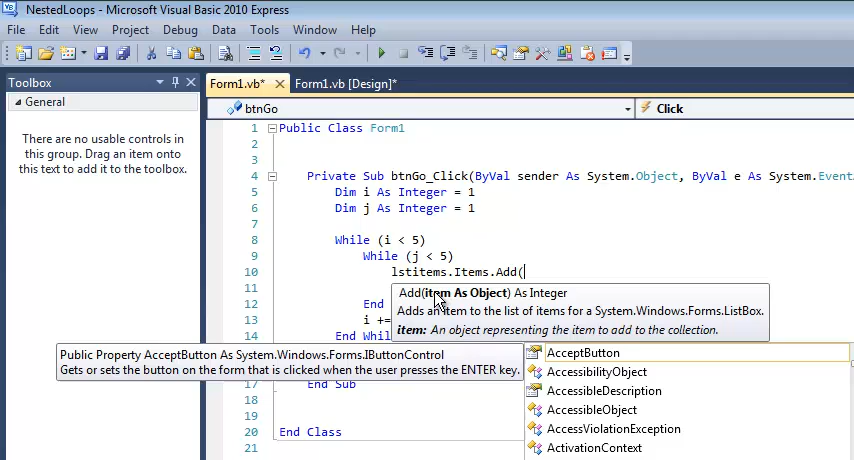 NestedLoops - Microsoft Visual Basic 2010 Express
File Edit View Project Debug Data Tools Window Help
Toolbox
General
There are no usable controls in
this group. Drag an item onto
this text to add it to the toolbox.
Form1.vb* Form1.vb [Design]*
btnGo Click
1 Public Class Form1
2
3
4 Private Sub btnGo_Click(ByVal sender As System.Object, ByVal e As System.Event
5 Dim i As Integer = 1
6 Dim j As Integer = 1
7
8 While (i < 5)
9 While (j < 5)
10 lstitems.Items.Add(
11
12 End
13 i +=
14 End Whil
Add(item As Object) As Integer
Adds an item to the list of items for a System.Windows.Forms.ListBox.
item: An object representing the item to add to the collection.
Public Property AcceptButton As System.Windows.Forms.IButtonControl
Gets or sets the button on the form that is clicked when the user presses the ENTER key.
AcceptButton
AccessibilityObject
AccessibleDescription
AccessibleObject
AccessViolationException
ActivationContext
17 End Sub
18
19
20 End Class
21